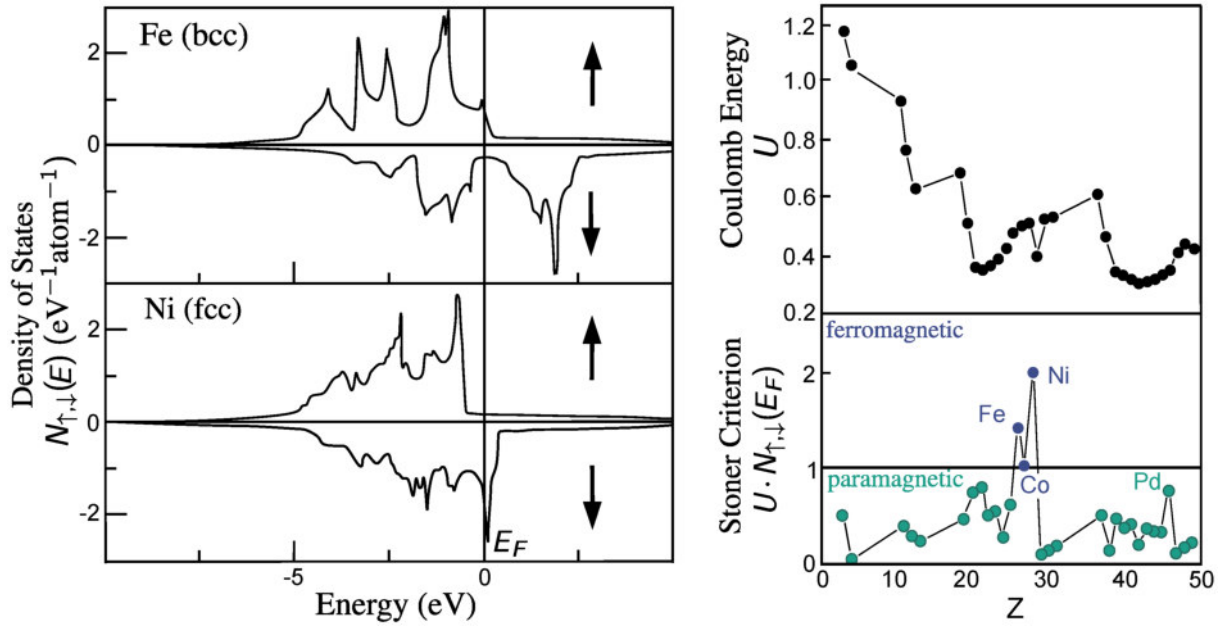 Fe (bcc)
2
0
-2
Ni (fcc)
2
0
-2
E_F
-5
0
Energy (eV)
Density of States
N↑,↓(E) (eV⁻¹atom⁻¹)
Coulomb Energy
U
1.2
1.0
0.8
0.6
0.4
0.2
ferromagnetic
2
Ni
Fe
1
paramagnetic
Co
Pd
0
Stoner Criterion
U · N↑,↓(E_F)
0
10
20
30
40
50
Z